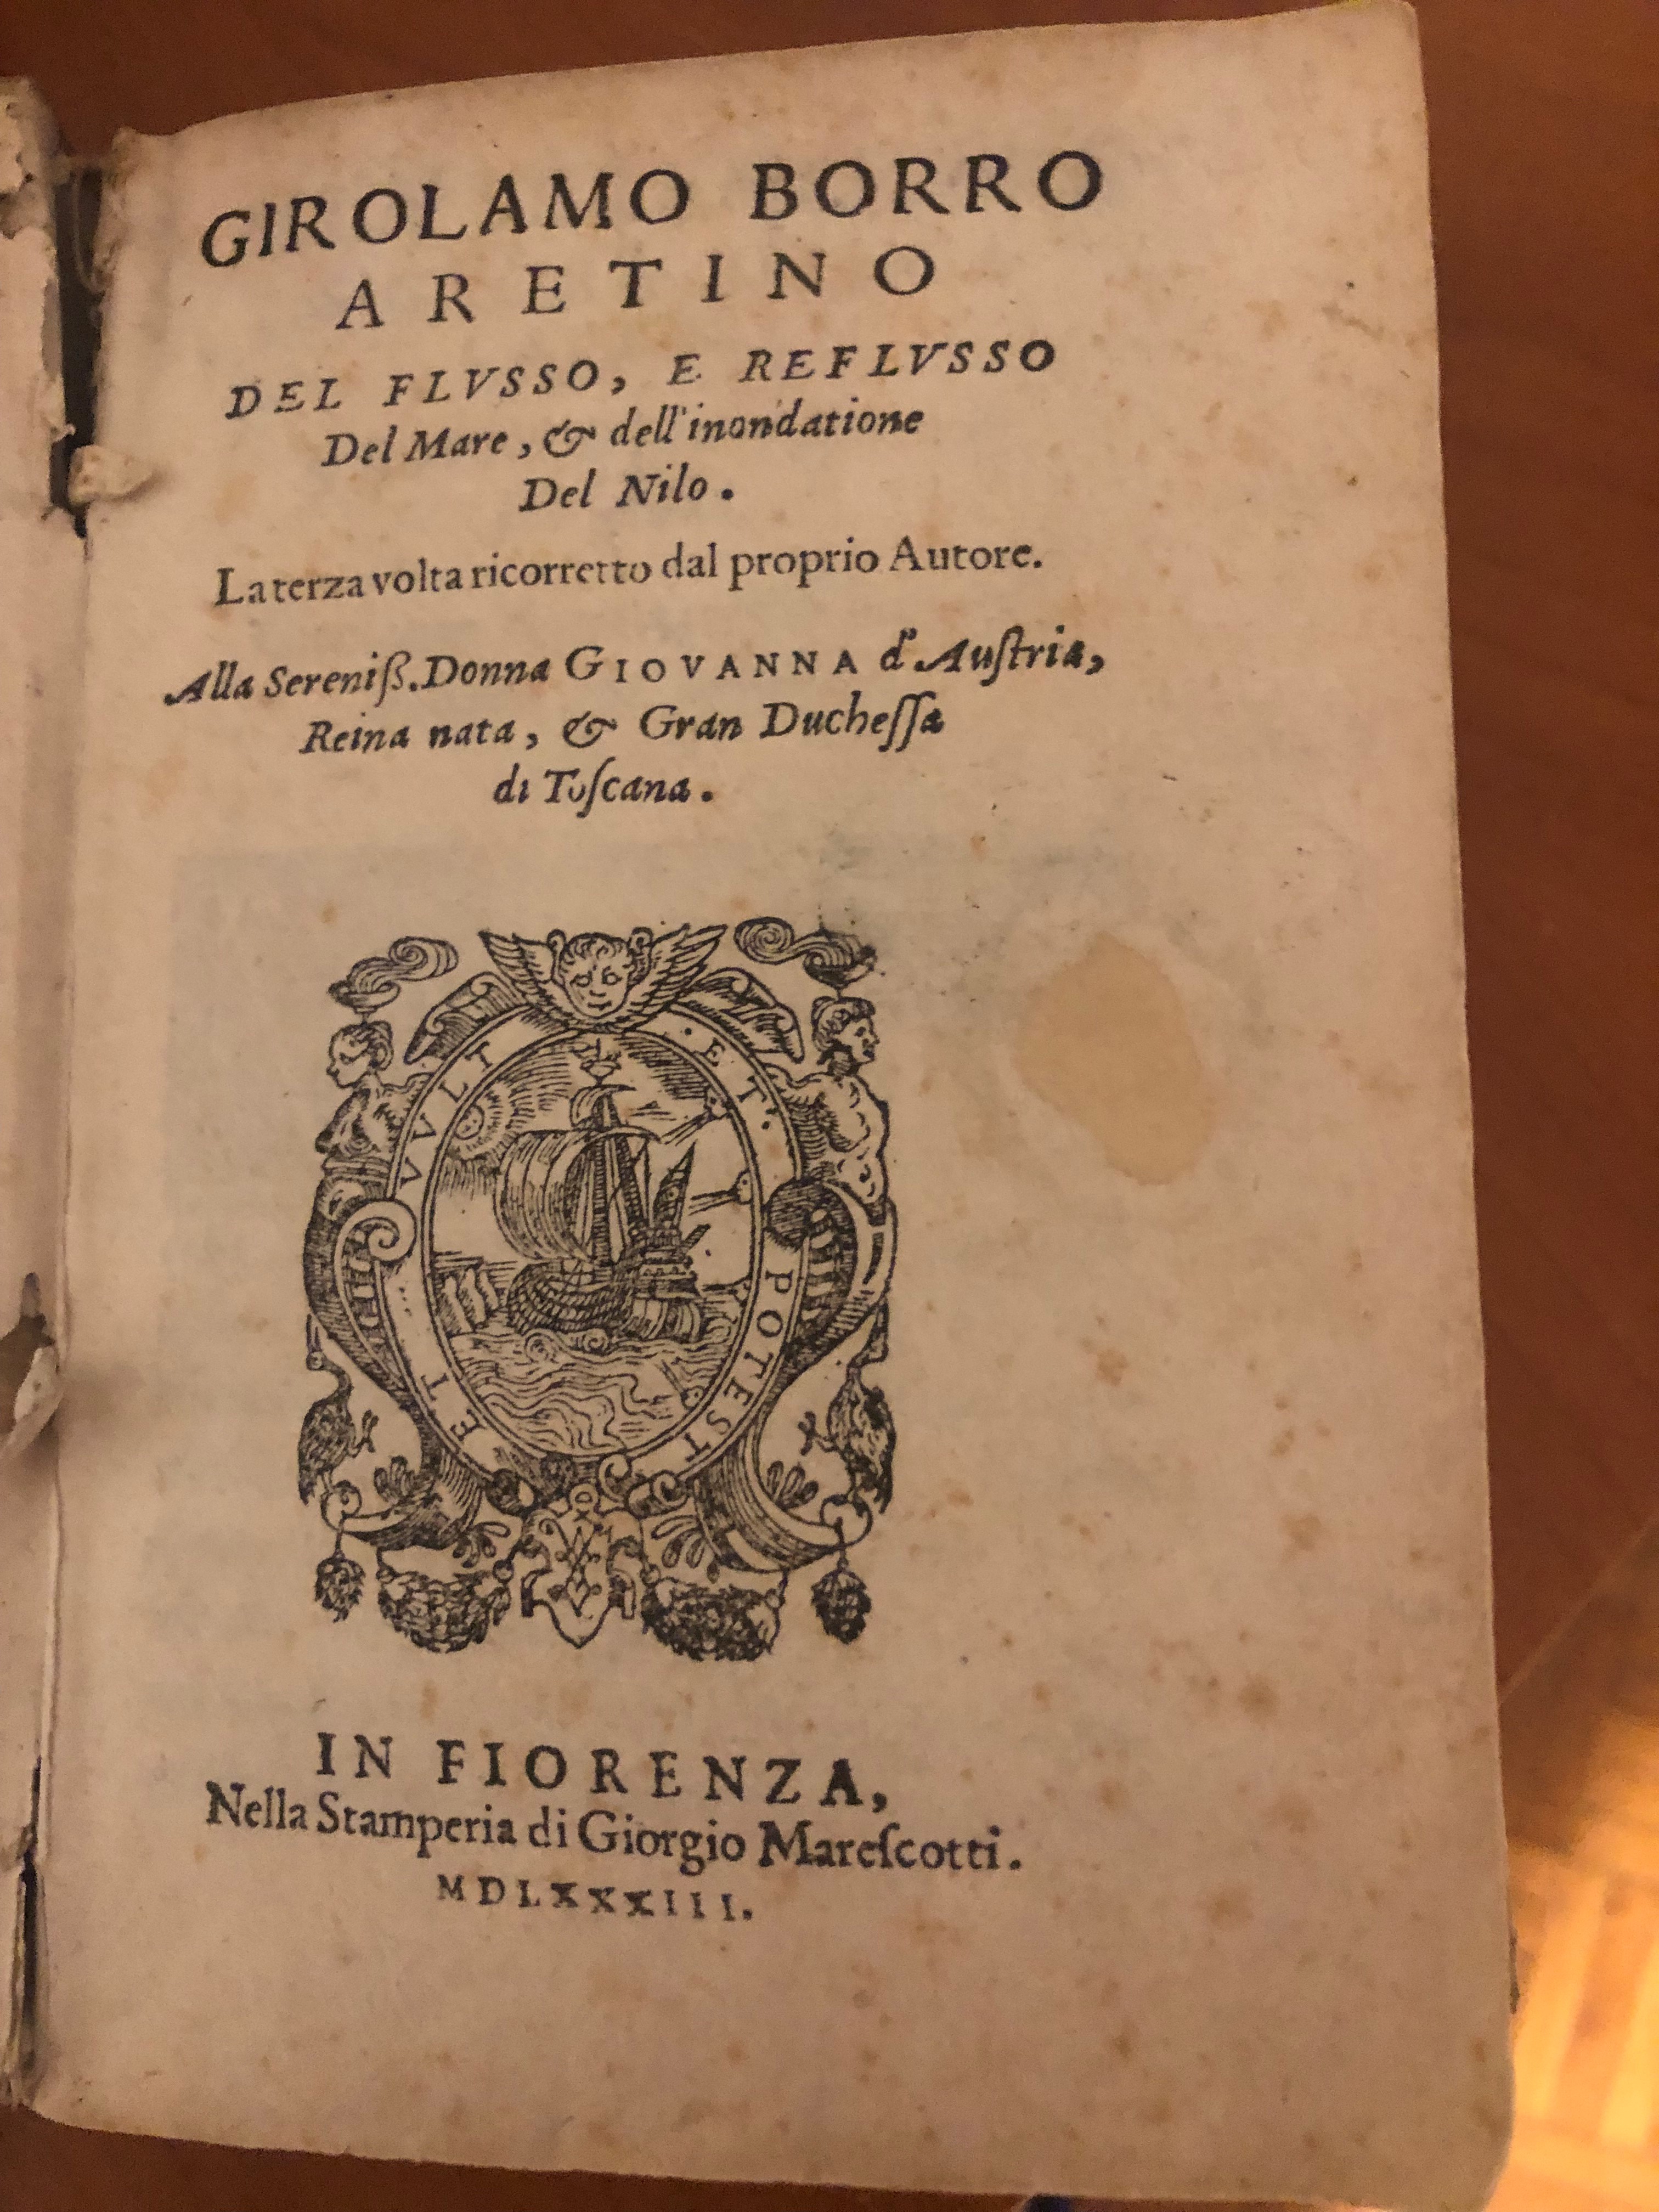 GIROLAMO BORRO
ARETINO
DEL FLVSSO, E REFLVSSO
Del Mare, & dell'inondatione
Del Nilo.
La terza volta ricorretto dal proprio Autore.
Alla Sereniſß. Donna GIOVANNA d'Auſtria,
Reina nata, & Gran Ducheſſa
di Toſcana.
ET VVLT
ET POTEST
IN FIORENZA,
Nella Stamperia di Giorgio Mareſcotti.
MDLXXXIII.